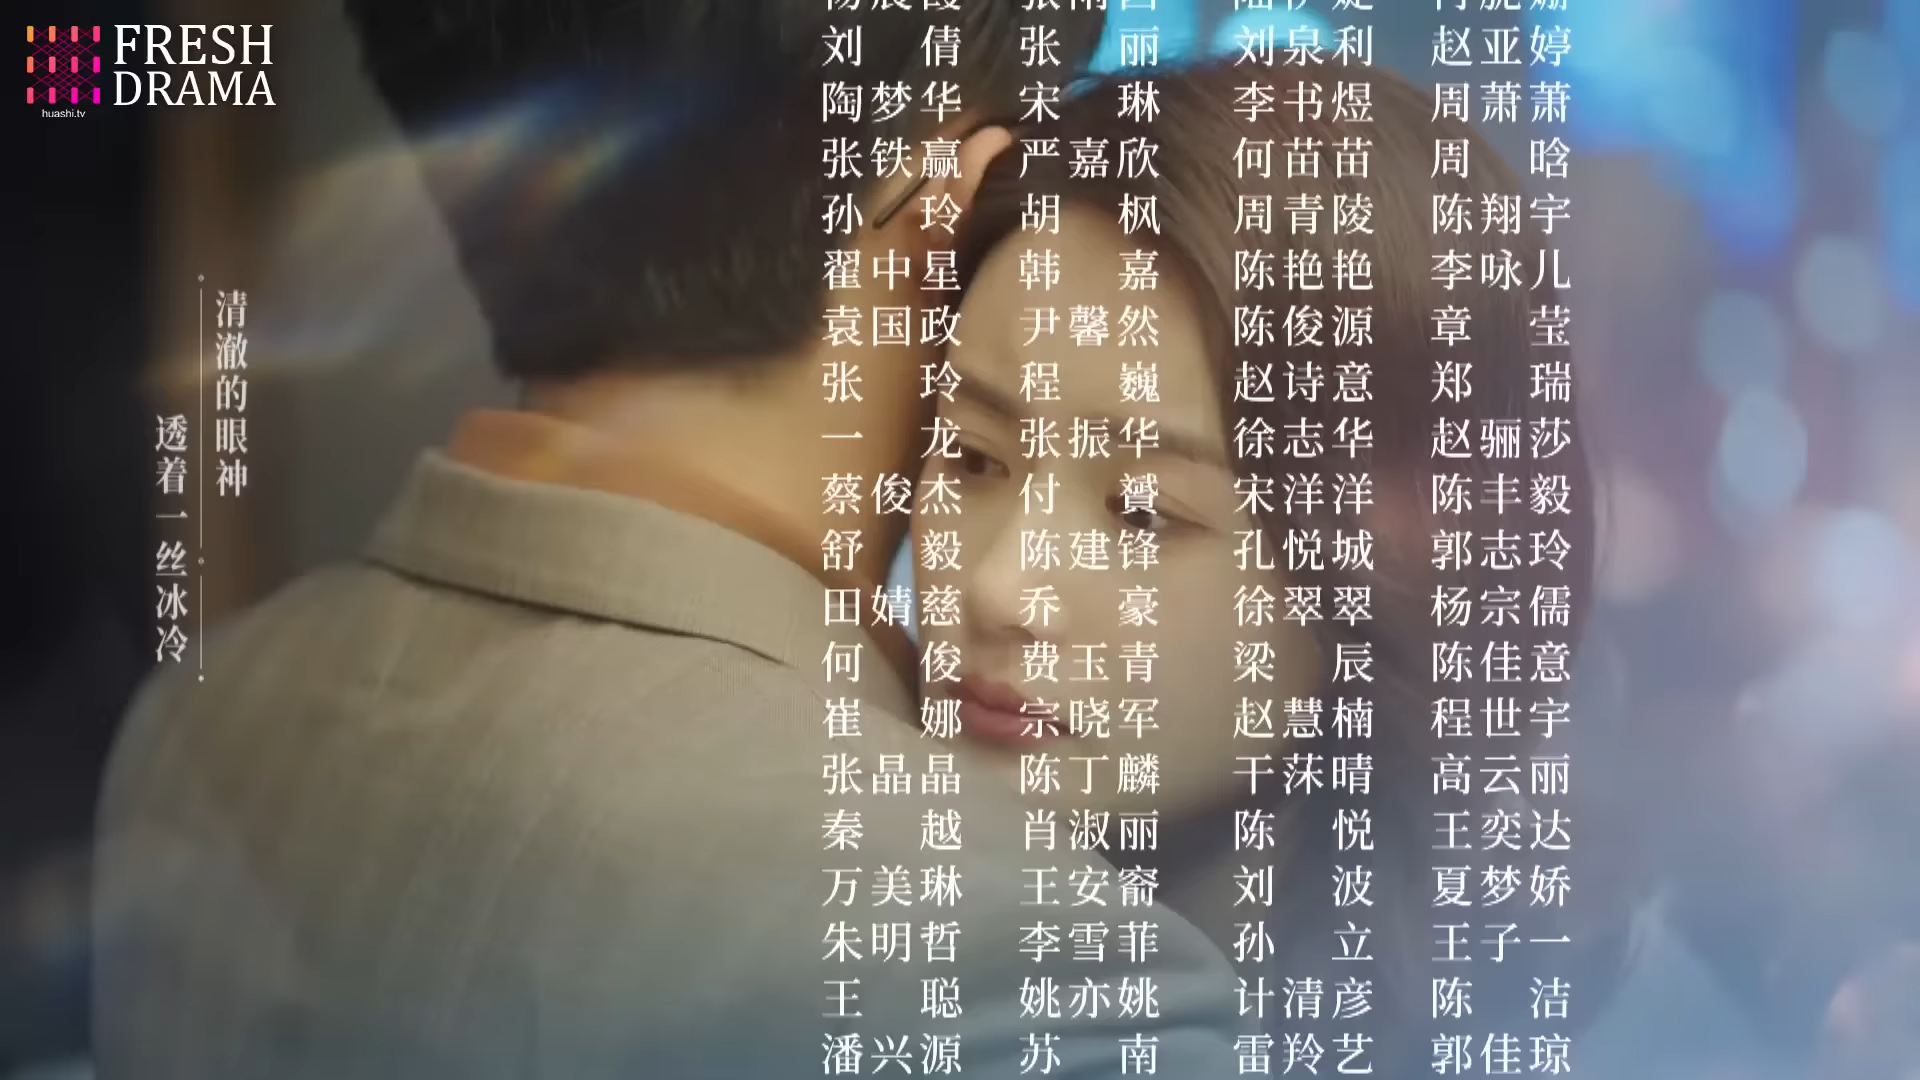 FRESH
DRAMA
huashi.tv
清澈的眼神
透着一丝冰冷
刘倩 张丽 刘泉利 赵亚婷
陶梦华 宋琳 李书煜 周萧萧
张铁赢 严嘉欣 何苗苗 周晗
孙玲 胡枫 周青陵 陈翔宇
翟中星 韩嘉 陈艳艳 李咏儿
袁国政 尹馨然 陈俊源 章莹
张玲 程巍 赵诗意 郑瑞
一龙 张振华 徐志华 赵骊莎
蔡俊杰 付赟 宋洋洋 陈丰毅
舒毅 陈建锋 孔悦城 郭志玲
田婧慈 乔豪 徐翠翠 杨宗儒
何俊 费玉青 梁辰 陈佳意
崔娜 宗晓军 赵慧楠 程世宇
张晶晶 陈丁麟 干莯晴 高云丽
秦越 肖淑丽 陈悦 王奕达
万美琳 王安 刘波 夏梦娇
朱明哲 李雪菲 孙立 王子一
王聪 姚亦姚 计清彦 陈洁
潘兴源 苏南 雷羚艺 郭佳琼